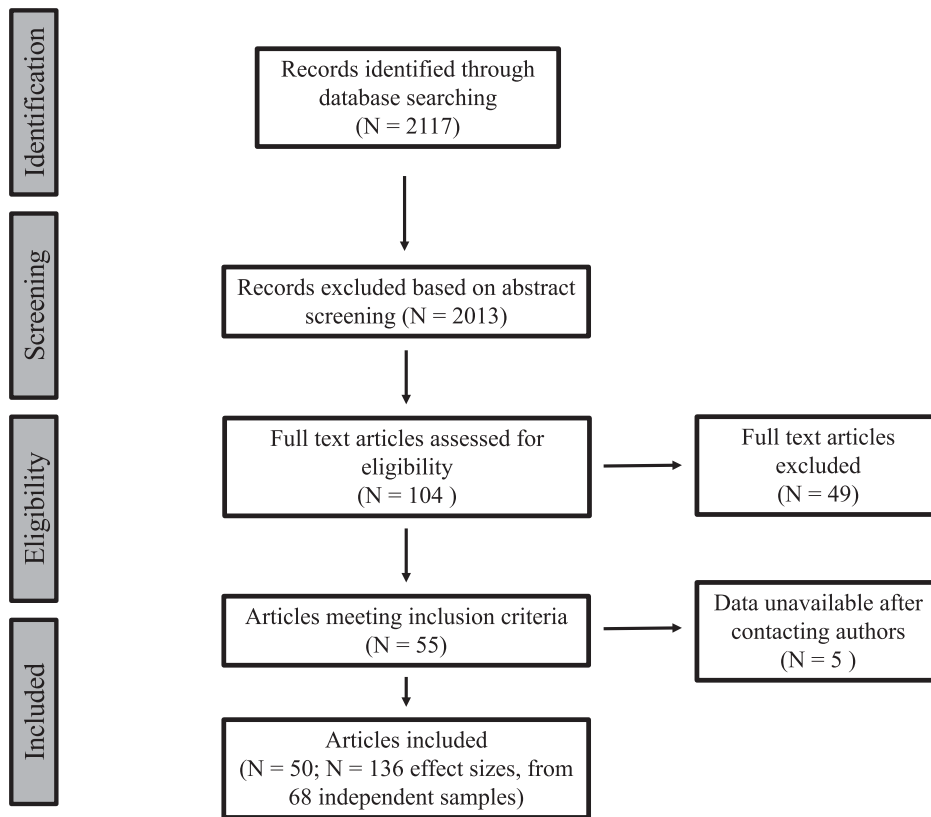 Identification
Records identified through
database searching
(N = 2117)
Screening
Records excluded based on abstract
screening (N = 2013)
Eligibility
Full text articles assessed for
eligibility
(N = 104 )
Full text articles
excluded
(N = 49)
Articles meeting inclusion criteria
(N = 55)
Data unavailable after
contacting authors
(N = 5 )
Included
Articles included
(N = 50; N = 136 effect sizes, from
68 independent samples)